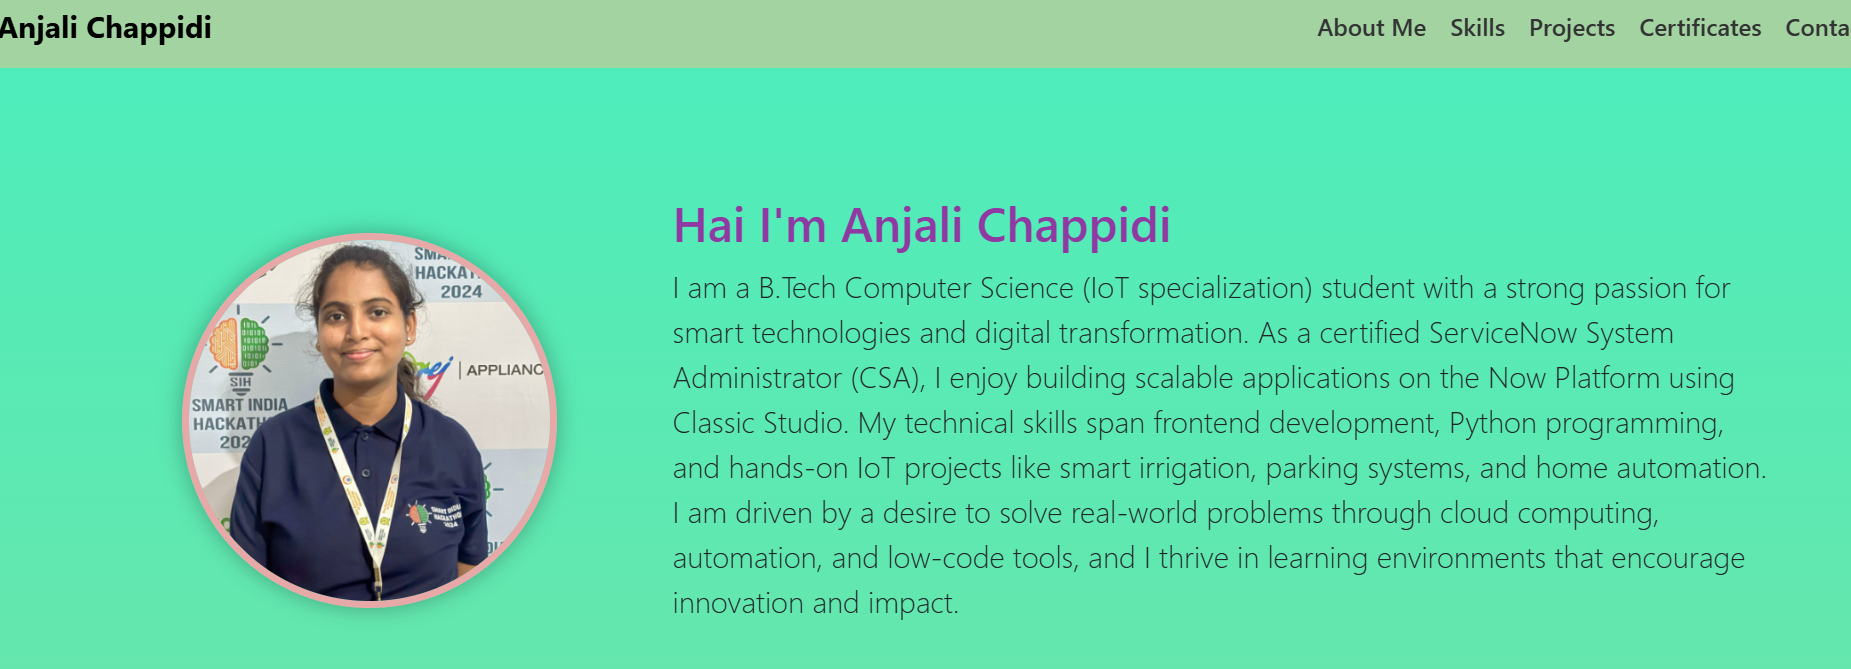 Anjali Chappidi
About Me Skills Projects Certificates Conta
Hai I'm Anjali Chappidi
I am a B.Tech Computer Science (IoT specialization) student with a strong passion for
smart technologies and digital transformation. As a certified ServiceNow System
Administrator (CSA), I enjoy building scalable applications on the Now Platform using
Classic Studio. My technical skills span frontend development, Python programming,
and hands-on IoT projects like smart irrigation, parking systems, and home automation.
I am driven by a desire to solve real-world problems through cloud computing,
automation, and low-code tools, and I thrive in learning environments that encourage
innovation and impact.
SMA
HACKAT
2024
SIH
SMART INDIA
HACKATH
202
ej | APPLIANC
SMART INDIA
HACKATHO
2024